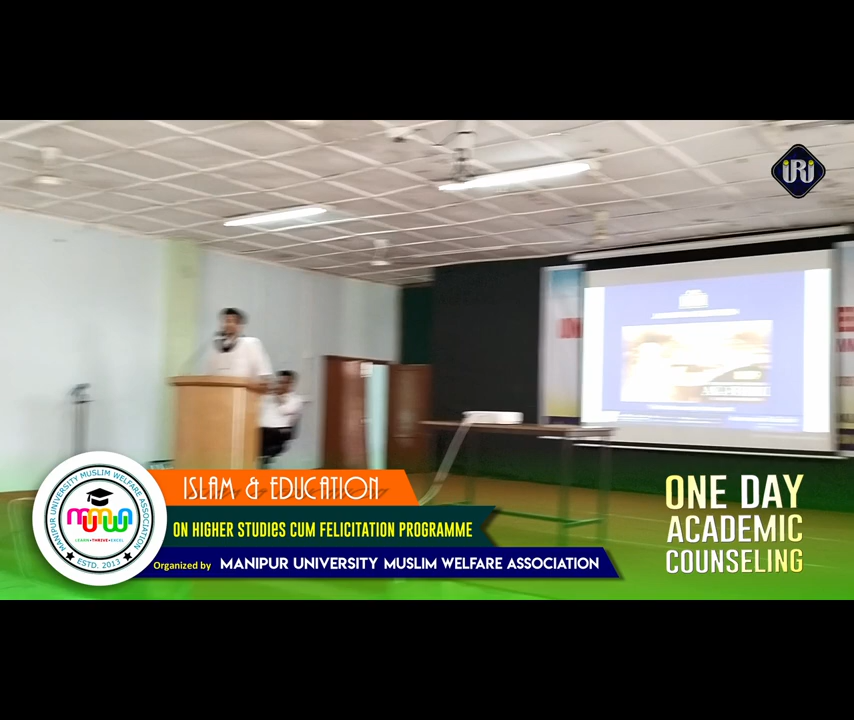 iRi
ISLAM & EDUCATION
ON HIGHER STUDIES CUM FELICITATION PROGRAMME
Organized by MANIPUR UNIVERSITY MUSLIM WELFARE ASSOCIATION
MANIPUR UNIVERSITY MUSLIM WELFARE ASSOCIATION
MUMWA
LEARN•THRIVE•EXCEL
★ ESTD. 2013 ★
ONE DAY
ACADEMIC
COUNSELING